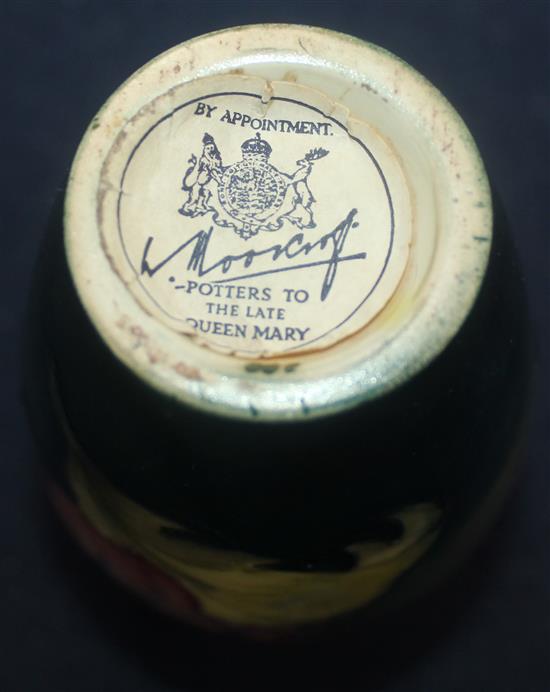 BY APPOINTMENT.
W. Moorcroft
POTTERS TO
THE LATE
QUEEN MARY